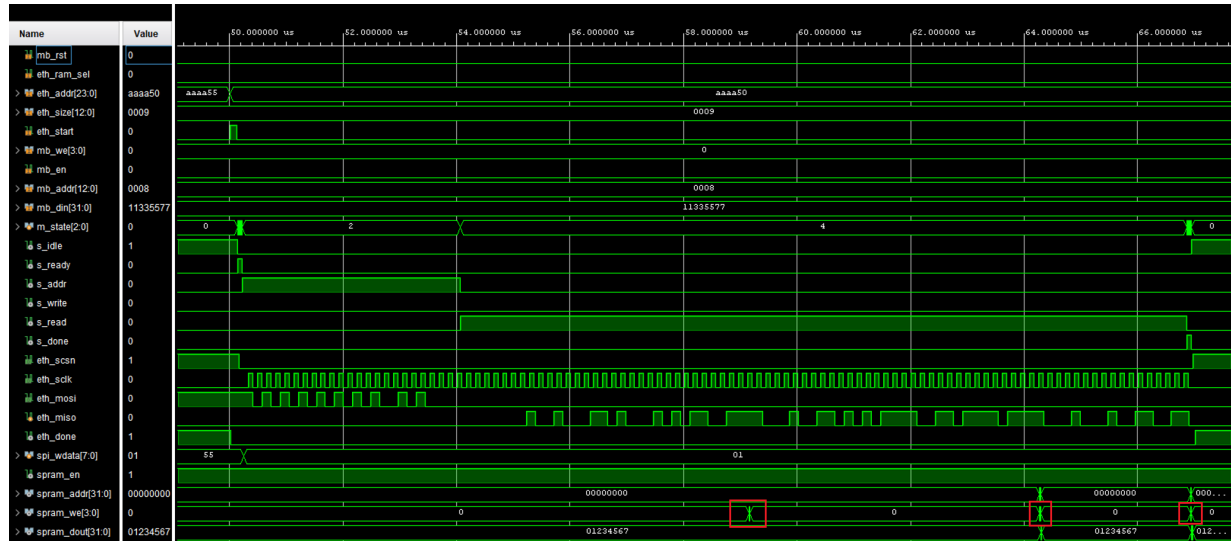 Name Value
50.000000 us 52.000000 us 54.000000 us 56.000000 us 58.000000 us 60.000000 us 62.000000 us 64.000000 us 66.000000 us
mb_rst 0
eth_ram_sel 0
eth_addr[23:0] aaaa50 aaaa55 aaaa50
eth_size[12:0] 0009 0009
eth_start 0
mb_we[3:0] 0 0
mb_en 0
mb_addr[12:0] 0008 0008
mb_din[31:0] 11335577 11335577
m_state[2:0] 0 0 2 4 0
s_idle 1
s_ready 0
s_addr 0
s_write 0
s_read 0
s_done 0
eth_scsn 1
eth_sclk 0
eth_mosi 0
eth_miso 0
eth_done 1
spi_wdata[7:0] 01 55 01
spram_en 1
spram_addr[31:0] 00000000 00000000 00000000 000...
spram_we[3:0] 0 0 0 0 0
spram_dout[31:0] 01234567 01234567 01234567 012...